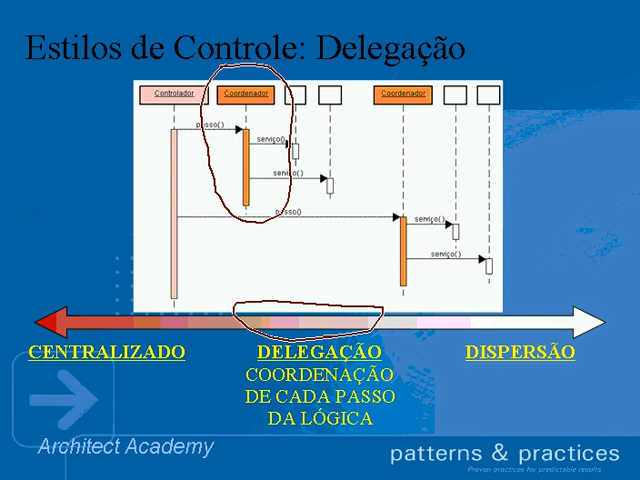 Estilos de Controle: Delegação
Controlador
Coordenador
Coordenador
passo()
serviço()
serviço()
passo()
serviço()
serviço()
CENTRALIZADO
DELEGAÇÃO
DISPERSÃO
COORDENAÇÃO
DE CADA PASSO
DA LÓGICA
Architect Academy
patterns & practices
Proven practices for predictable results